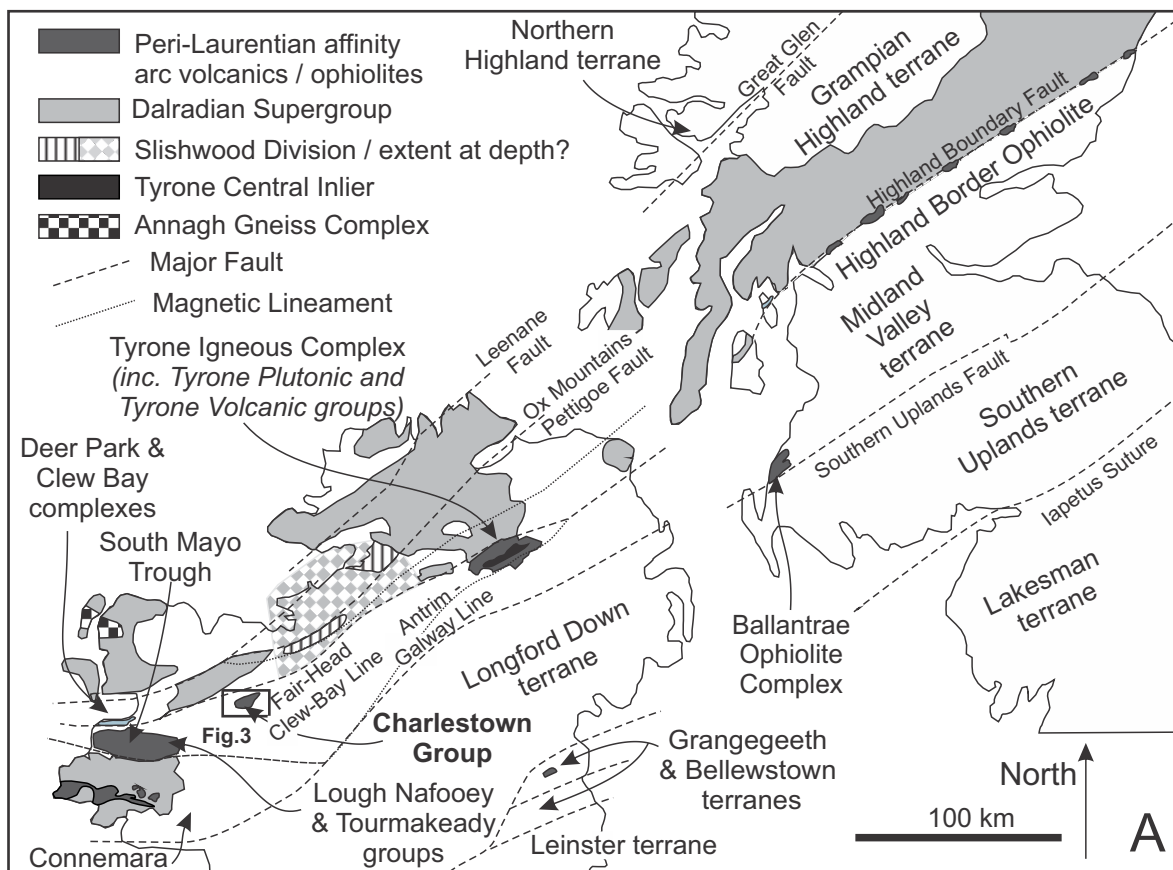 Peri-Laurentian affinity
arc volcanics / ophiolites
Dalradian Supergroup
Slishwood Division / extent at depth?
Tyrone Central Inlier
Annagh Gneiss Complex
Major Fault
Magnetic Lineament
Tyrone Igneous Complex
(inc. Tyrone Plutonic and
Tyrone Volcanic groups)
Deer Park &
Clew Bay
complexes
South Mayo
Trough
Northern
Highland terrane
Great Glen
Fault
Grampian
Highland terrane
Highland Boundary Fault
Highland Border Ophiolite
Midland
Valley
terrane
Southern Uplands Fault
Southern
Uplands terrane
Iapetus Suture
Lakesman
terrane
Leenane
Fault
Ox Mountains
Pettigoe Fault
Antrim
Galway Line
Fair-Head
Clew-Bay Line
Longford Down
terrane
Ballantrae
Ophiolite
Complex
Fig.3
Charlestown
Group
Grangegeeth
& Bellewstown
terranes
Lough Nafooey
& Tourmakeady
groups
Leinster terrane
Connemara
North
100 km
A